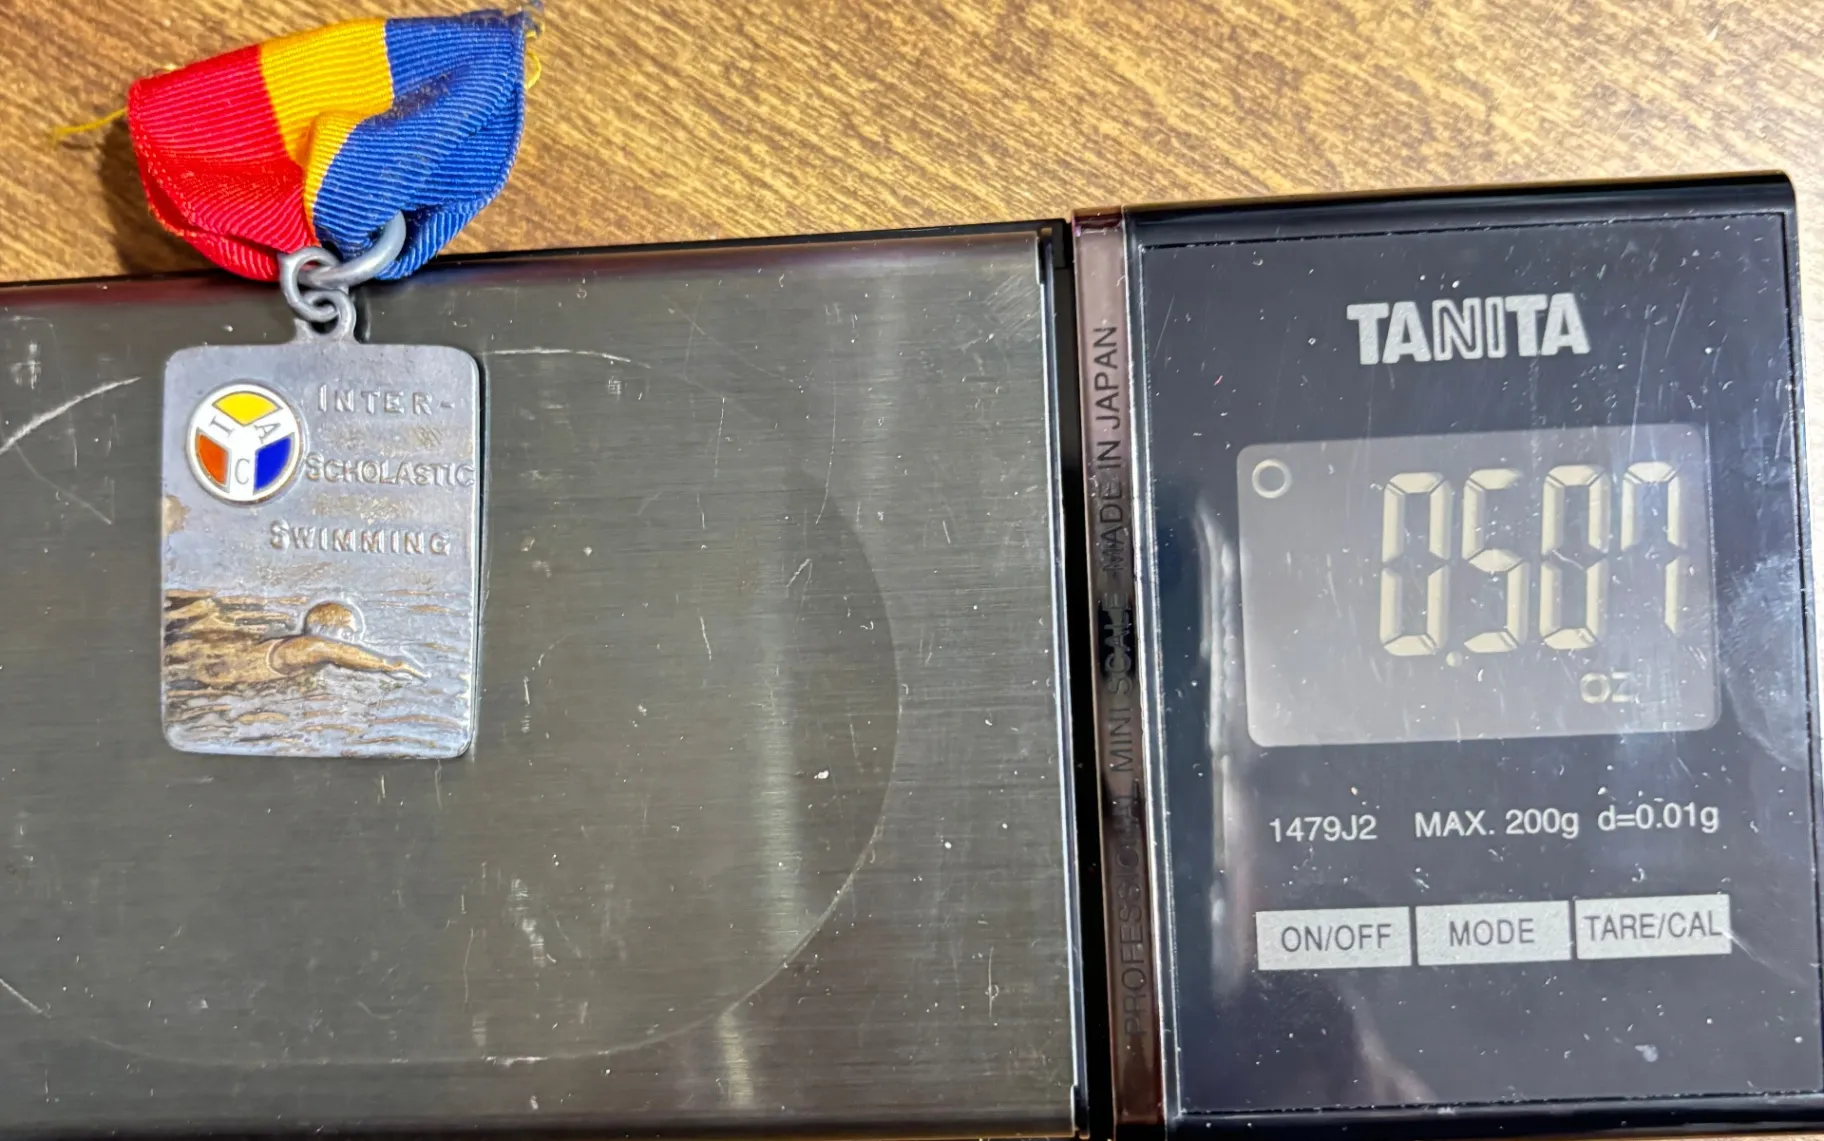 INTER-
SCHOLASTIC
SWIMMING
I A
C
PROFESSIONAL MINI SCALE MADE IN JAPAN
TANITA
0.507
oz
1479J2 MAX. 200g d=0.01g
ON/OFF MODE TARE/CAL